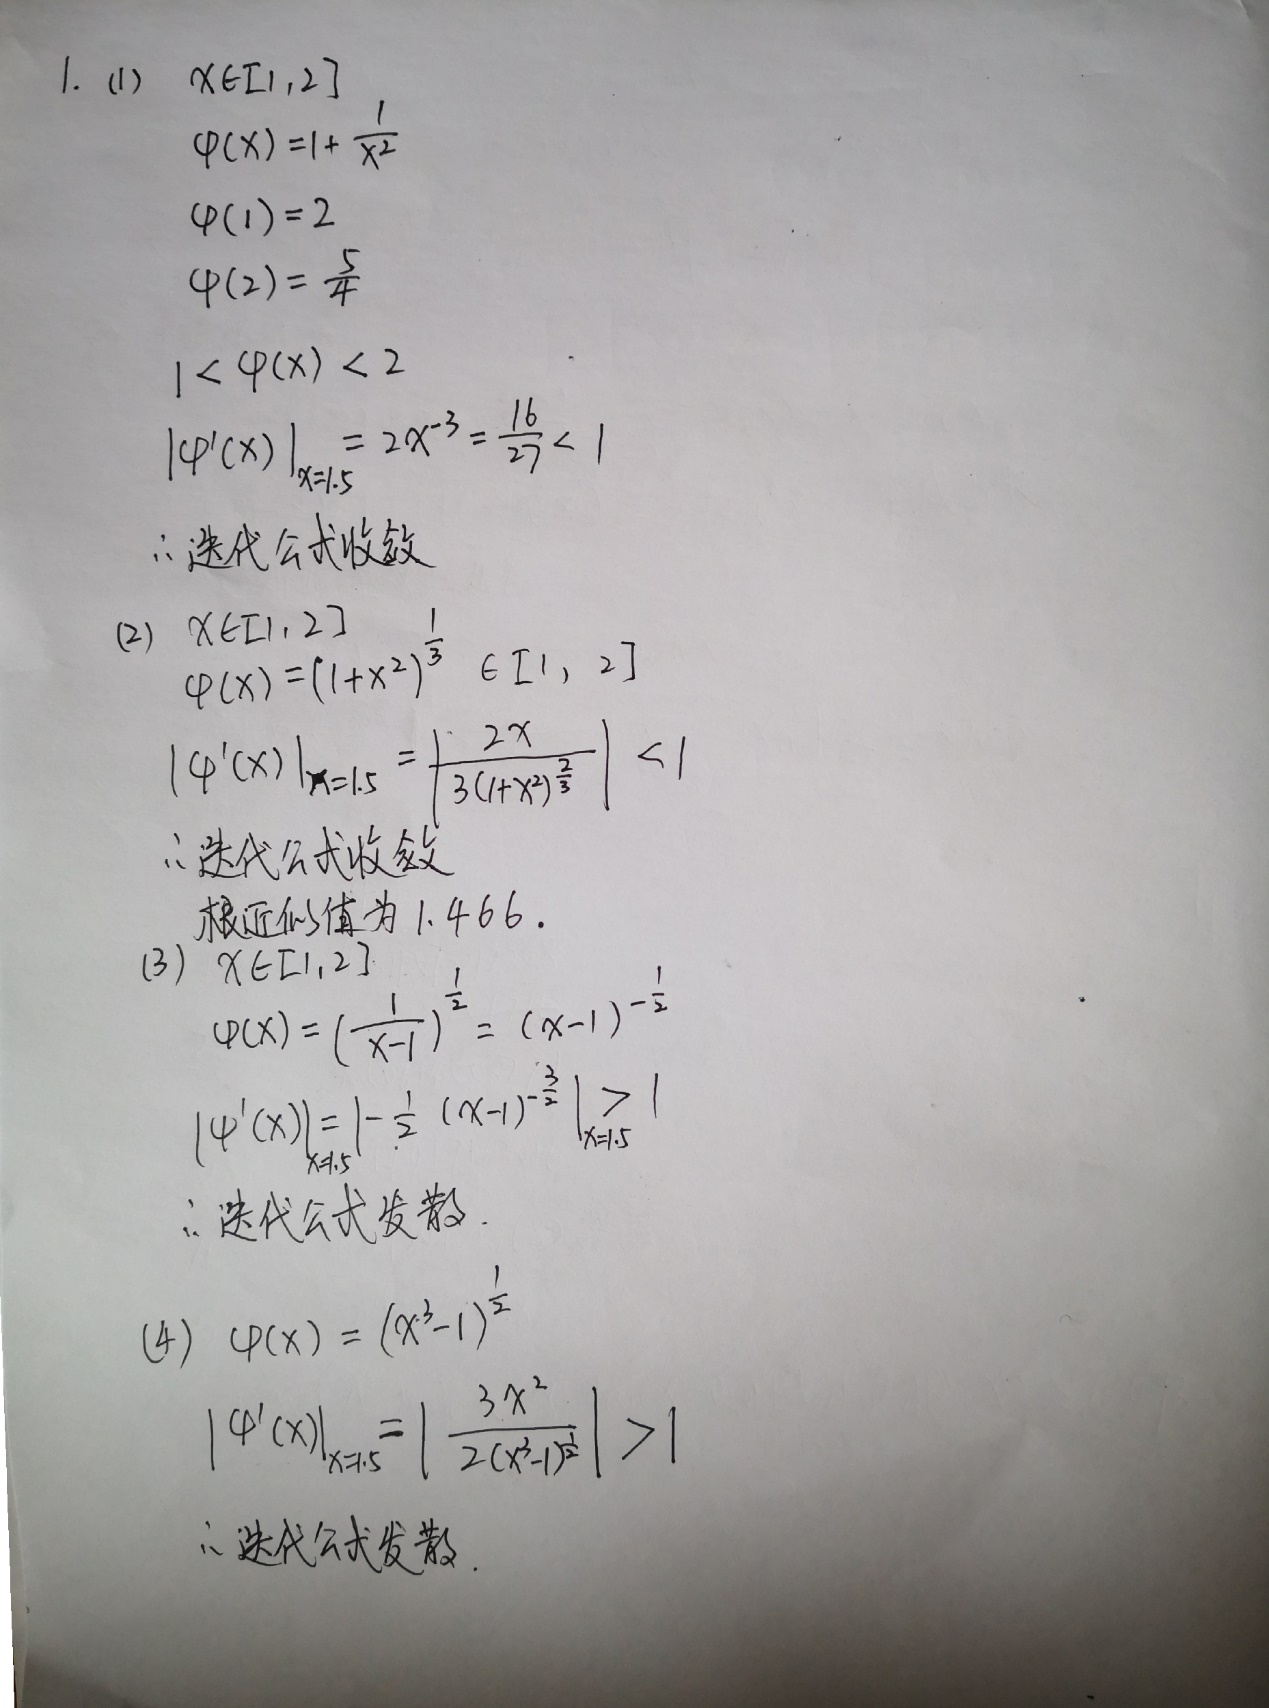 1. (1) x∈[1,2]
φ(x)=1+1/x²
φ(1)=2
φ(2)=5/4
1<φ(x)<2
|φ'(x)|ₓ₌₁.₅=2x⁻³=16/27<1
∴迭代公式收敛
(2) x∈[1,2]
φ(x)=(1+x²)^(1/3) ∈[1, 2]
|φ'(x)|ₓ₌₁.₅=|2x/(3(1+x²)^(2/3))|<1
∴迭代公式收敛
根近似值为1.466.
(3) x∈[1,2]
φ(x)=(1/(x-1))^(1/2)=(x-1)^(-1/2)
|φ'(x)|ₓ₌₁.₅=|-1/2 (x-1)^(-3/2)|ₓ₌₁.₅>1
∴迭代公式发散.
(4) φ(x)=(x³-1)^(1/2)
|φ'(x)|ₓ₌₁.₅=|3x²/(2(x³-1)^(1/2))|>1
∴迭代公式发散.